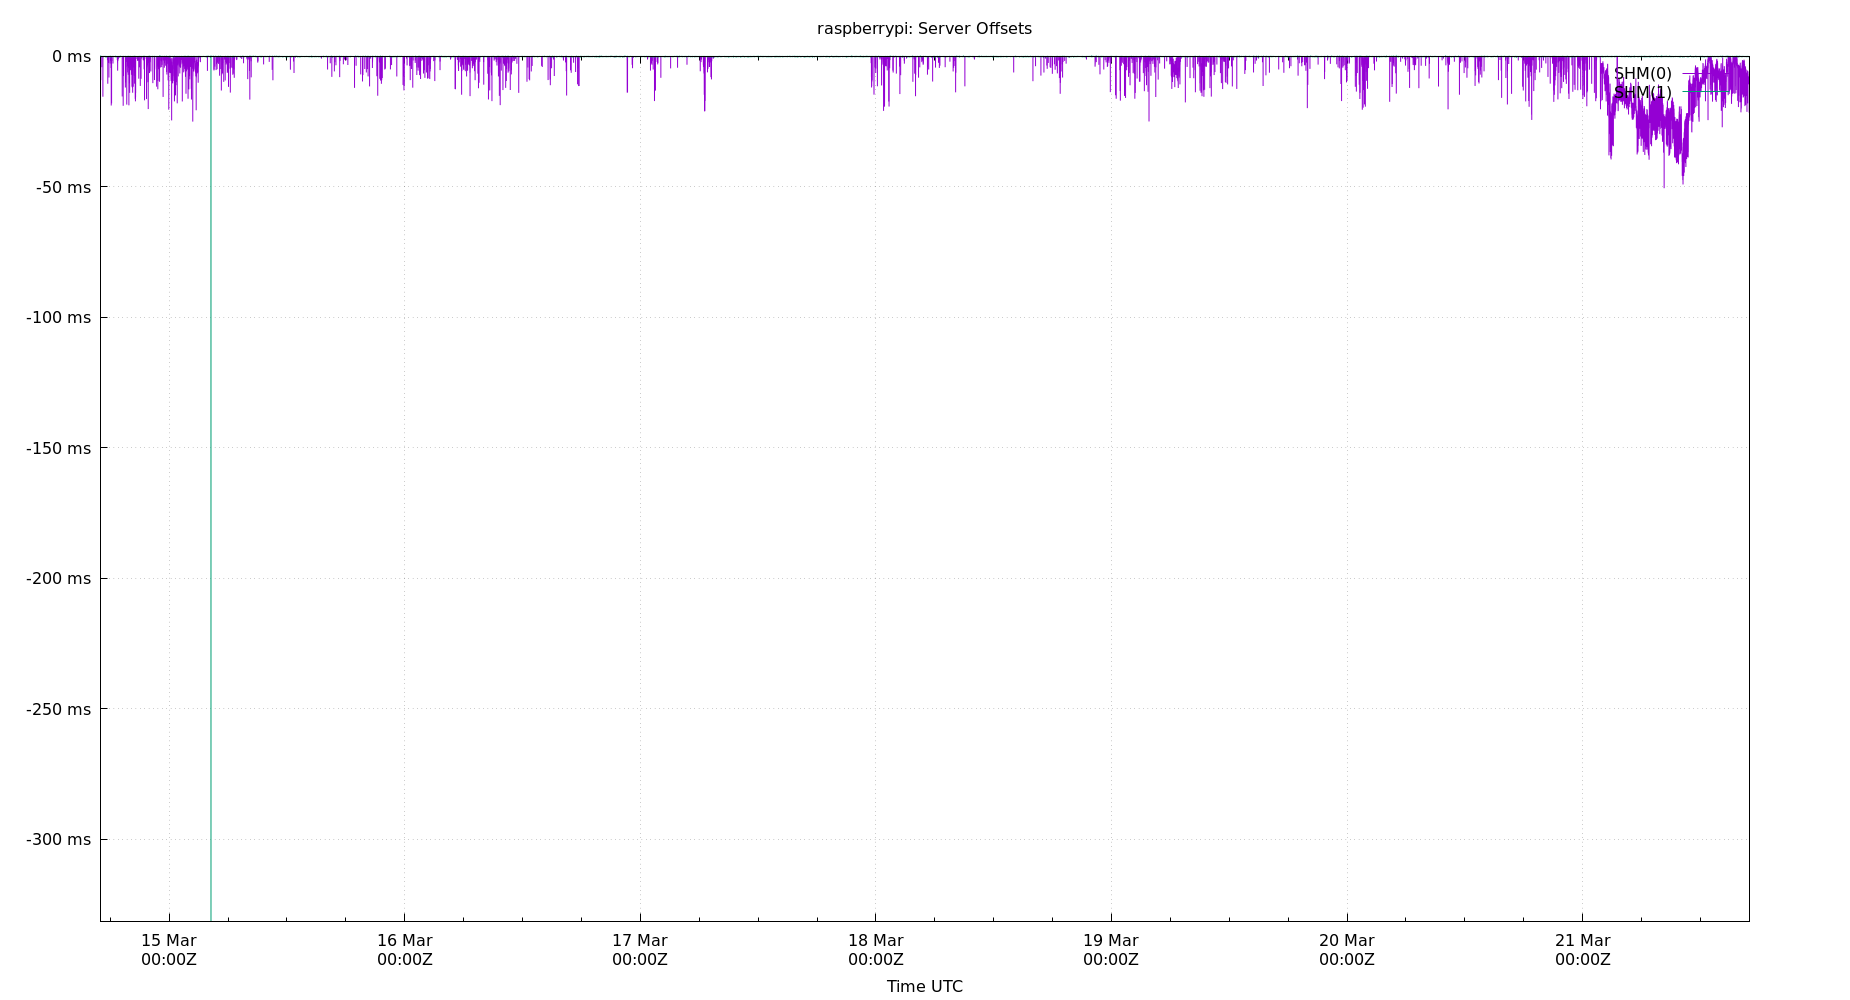 raspberrypi: Server Offsets
0 ms
SHM(0)
SHM(1)
-50 ms
-100 ms
-150 ms
-200 ms
-250 ms
-300 ms
15 Mar 16 Mar 17 Mar 18 Mar 19 Mar 20 Mar 21 Mar
00:00Z 00:00Z 00:00Z 00:00Z 00:00Z 00:00Z 00:00Z
Time UTC